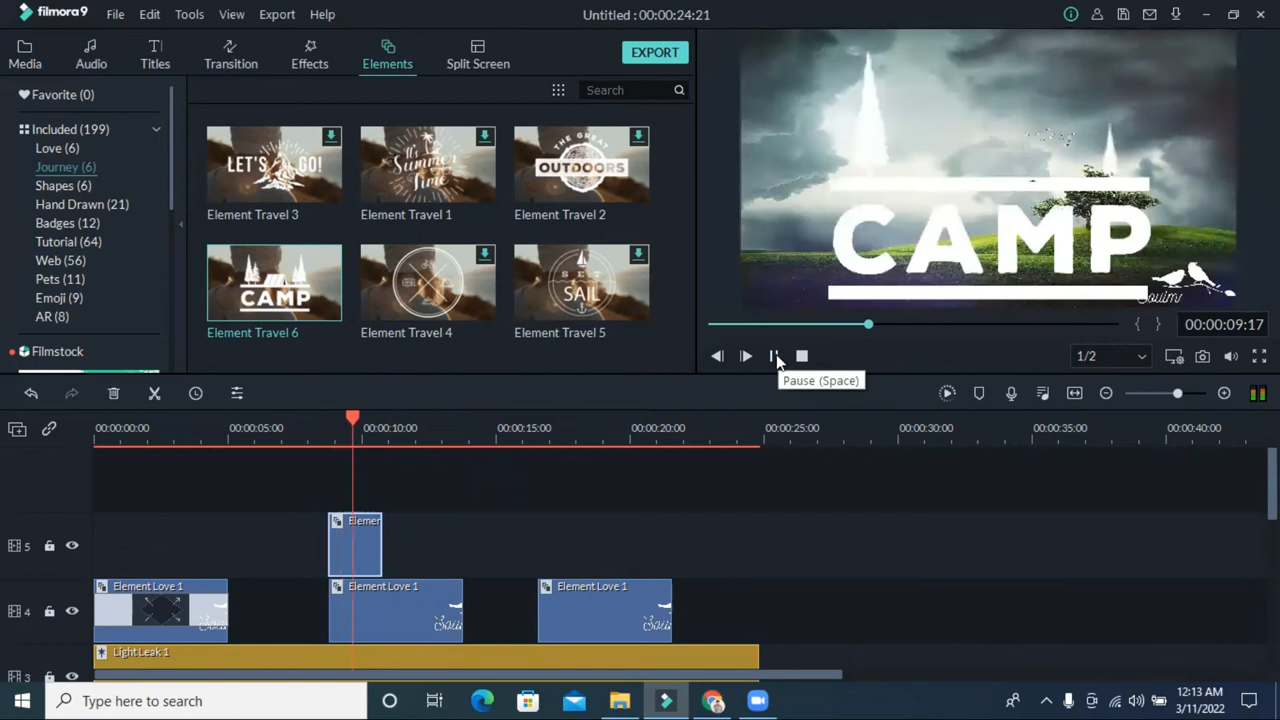 filmora9 File Edit Tools View Export Help Untitled : 00:00:24:21
Media Audio Titles Transition Effects Elements Split Screen EXPORT
Favorite (0)
Included (199)
Love (6)
Journey (6)
Shapes (6)
Hand Drawn (21)
Badges (12)
Tutorial (64)
Web (56)
Pets (11)
Emoji (9)
AR (8)
Filmstock
Search
LET'S GO!
Element Travel 3
It's Summer Time
Element Travel 1
THE GREAT OUTDOORS
Element Travel 2
CAMP
Element Travel 6
Element Travel 4
SET SAIL
Element Travel 5
CAMP
00:00:09:17
1/2
Pause (Space)
00:00:00:00 00:00:05:00 00:00:10:00 00:00:15:00 00:00:20:00 00:00:25:00 00:00:30:00 00:00:35:00 00:00:40:00
5
Elemer
4
Element Love 1
Element Love 1
Element Love 1
3
Light Leak 1
Type here to search
12:13 AM
3/11/2022